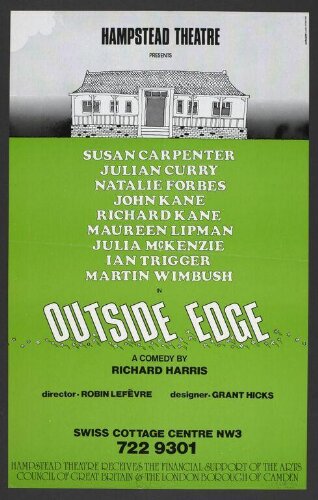 HAMPSTEAD THEATRE
PRESENTS
SUSAN CARPENTER
JULIAN CURRY
NATALIE FORBES
JOHN KANE
RICHARD KANE
MAUREEN LIPMAN
JULIA McKENZIE
IAN TRIGGER
MARTIN WIMBUSH
IN
OUTSIDE EDGE
A COMEDY BY
RICHARD HARRIS
director · ROBIN LEFÈVRE designer · GRANT HICKS
SWISS COTTAGE CENTRE NW3
722 9301
HAMPSTEAD THEATRE RECEIVES THE FINANCIAL SUPPORT OF THE ARTS
COUNCIL OF GREAT BRITAIN & THE LONDON BOROUGH OF CAMDEN